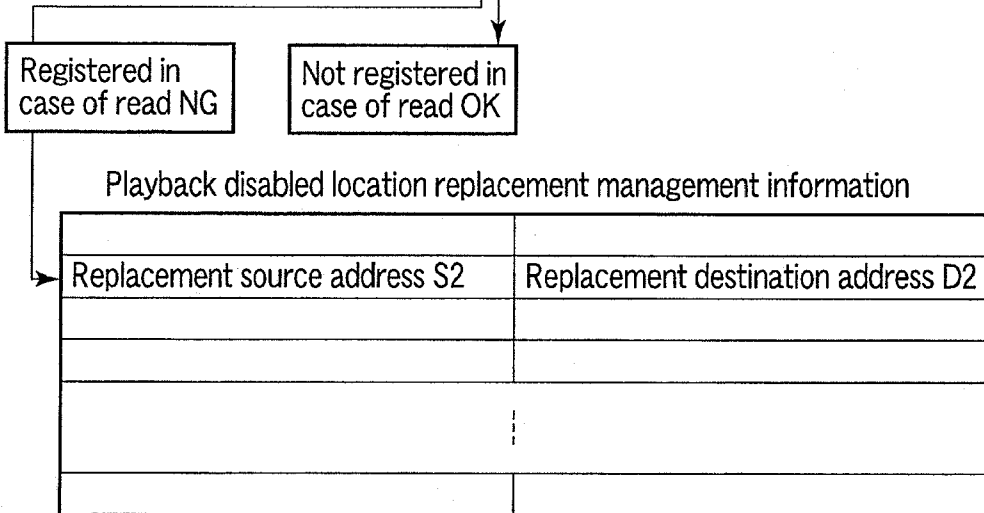 Registered in
case of read NG
Not registered in
case of read OK
Playback disabled location replacement management information
Replacement source address S2
Replacement destination address D2